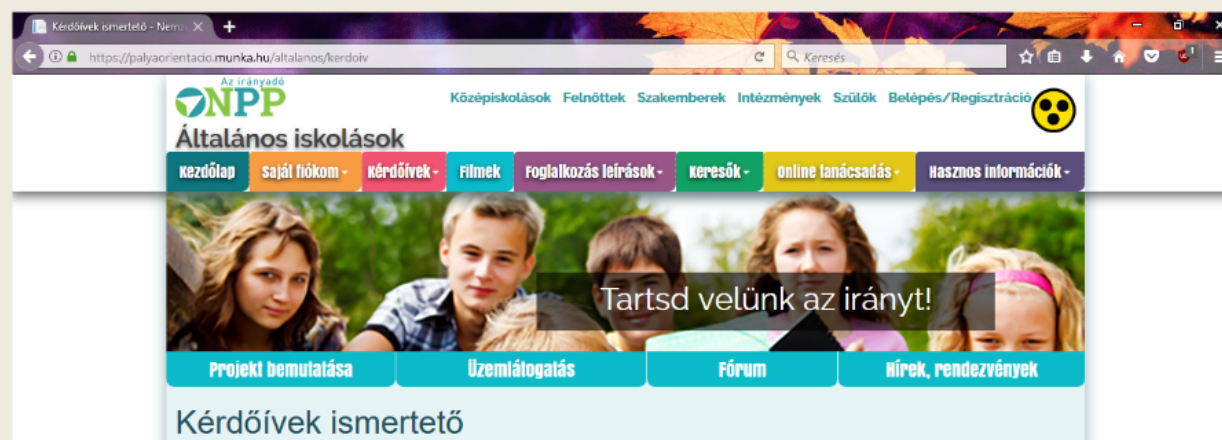 Kérdőívek ismertető - Nem
https://palyaorientacio.munka.hu/altalanos/kerdoiv
Keresés
Az irányadó
NPP
Középiskolások Felnőttek Szakemberek Intézmények Szülők Belépés/Regisztráció
Általános iskolások
Kezdőlap Saját fiókom Kérdőívek Filmek Foglalkozás leírások Keresők Online tanácsadás Hasznos információk
Tartsd velünk az irányt!
Projekt bemutatása Üzemlátogatás Fórum Hírek, rendezvények
Kérdőívek ismertető